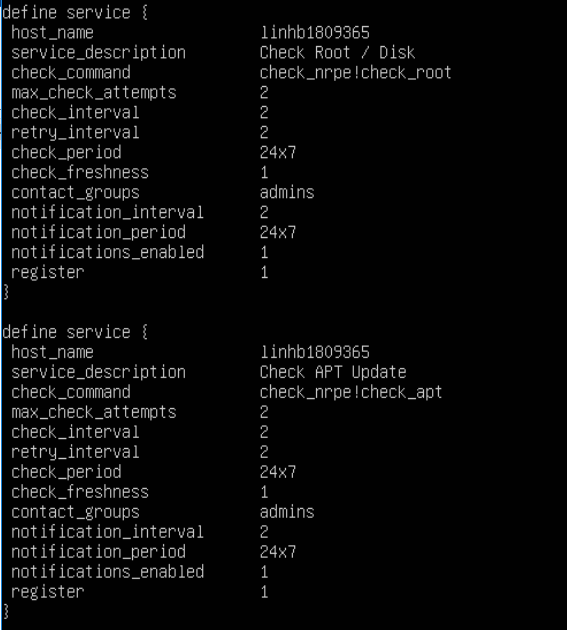 define service {
host_name linhb1809365
service_description Check Root / Disk
check_command check_nrpe!check_root
max_check_attempts 2
check_interval 2
retry_interval 2
check_period 24x7
check_freshness 1
contact_groups admins
notification_interval 2
notification_period 24x7
notifications_enabled 1
register 1
}
define service {
host_name linhb1809365
service_description Check APT Update
check_command check_nrpe!check_apt
max_check_attempts 2
check_interval 2
retry_interval 2
check_period 24x7
check_freshness 1
contact_groups admins
notification_interval 2
notification_period 24x7
notifications_enabled 1
register 1
}